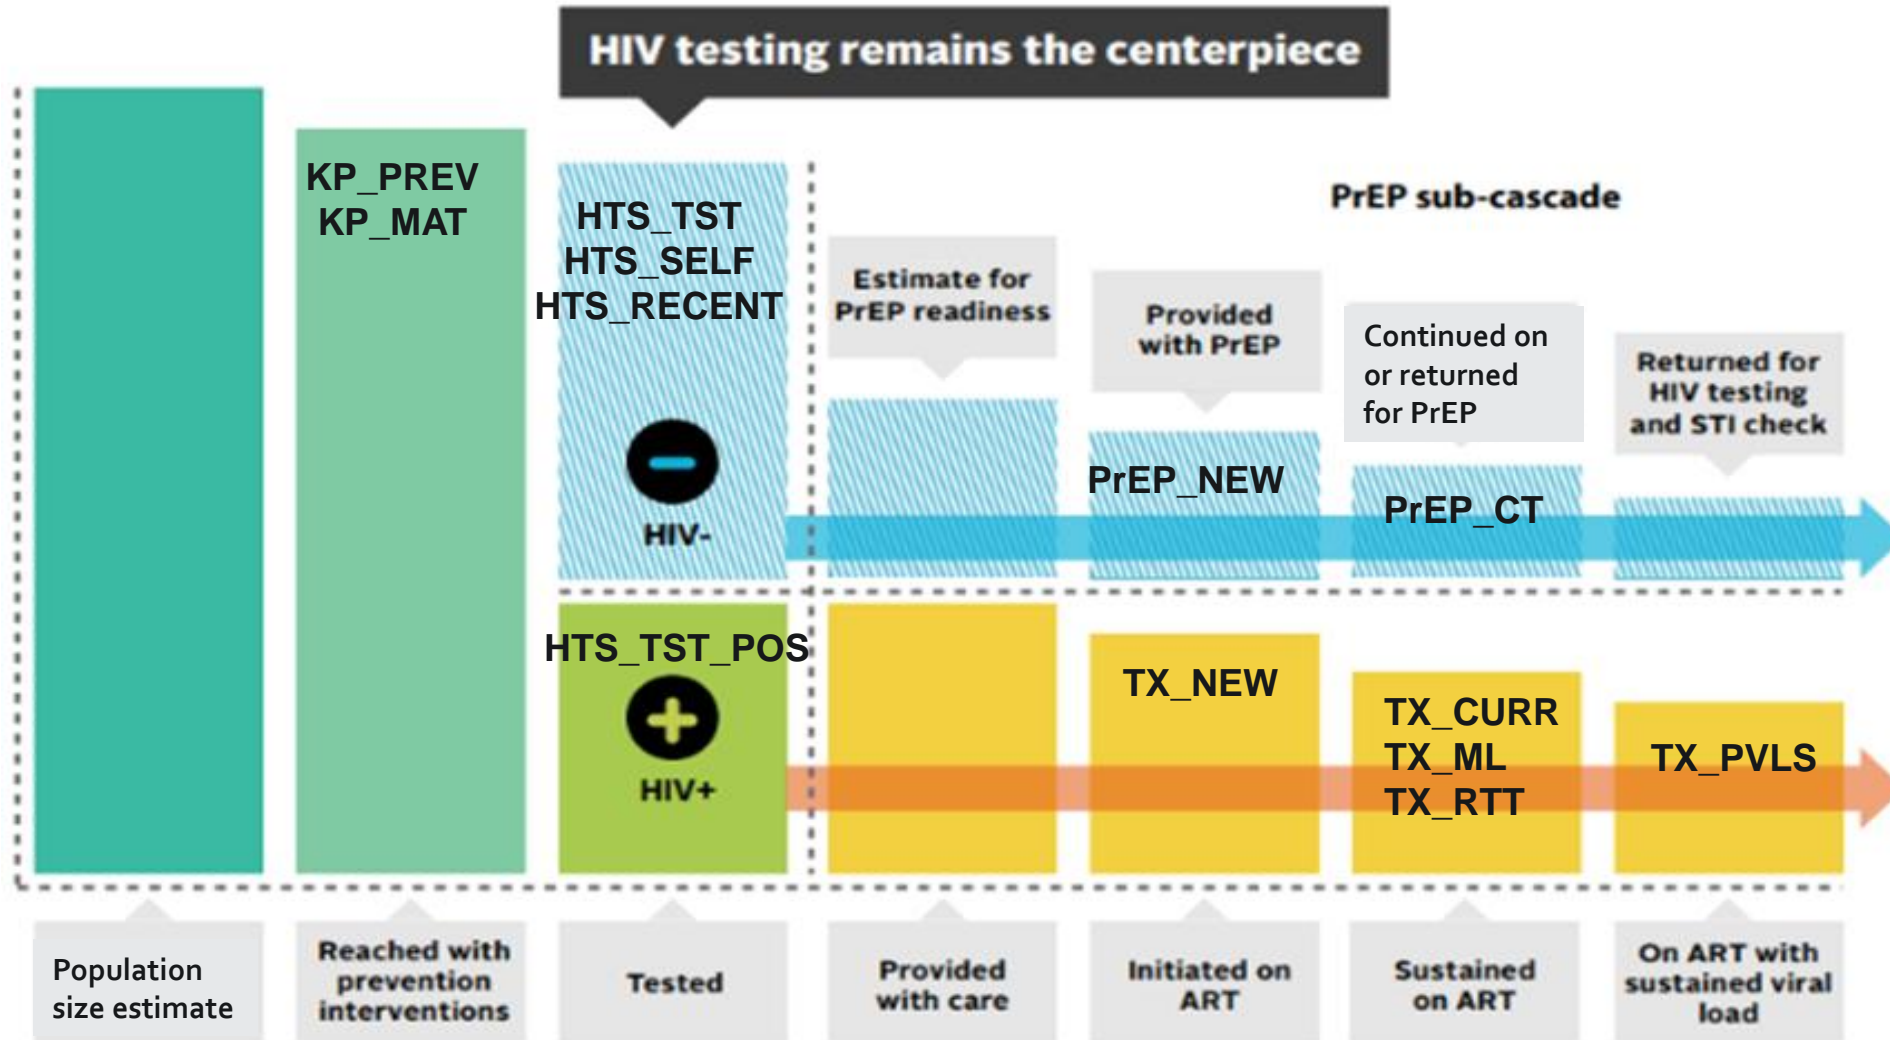 HIV testing remains the centerpiece
KP_PREV
KP_MAT
HTS_TST
HTS_SELF
HTS_RECENT
HIV-
PrEP sub-cascade
Estimate for
PrEP readiness
Provided
with PrEP
Continued on
or returned
for PrEP
Returned for
HIV testing
and STI check
PrEP_NEW
PrEP_CT
HTS_TST_POS
HIV+
TX_NEW
TX_CURR
TX_ML
TX_RTT
TX_PVLS
Population
size estimate
Reached with
prevention
interventions
Tested
Provided
with care
Initiated on
ART
Sustained
on ART
On ART with
sustained viral
load